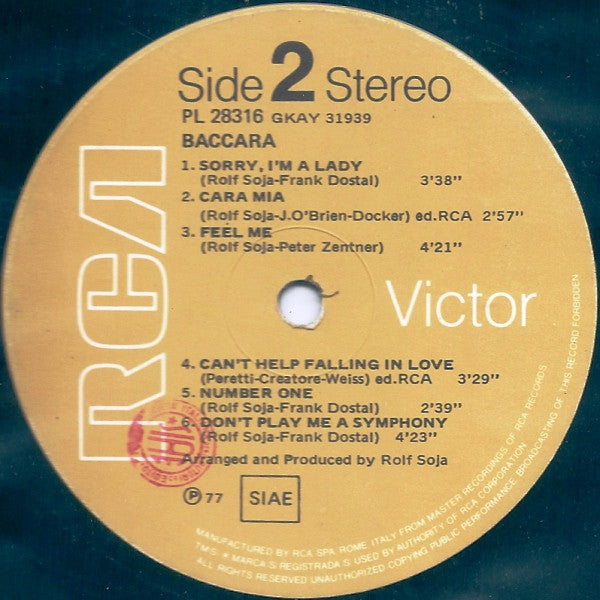 Side 2 Stereo
PL 28316 GKAY 31939
BACCARA
1. SORRY, I'M A LADY
(Rolf Soja-Frank Dostal) 3'38"
2. CARA MIA
(Rolf Soja-J.O'Brien-Docker) ed.RCA 2'57"
3. FEEL ME
(Rolf Soja-Peter Zentner) 4'21"
RCA
Victor
4. CAN'T HELP FALLING IN LOVE
(Peretti-Creatore-Weiss) ed.RCA 3'29"
5. NUMBER ONE
(Rolf Soja-Frank Dostal) 2'39"
6. DON'T PLAY ME A SYMPHONY
(Rolf Soja-Frank Dostal) 4'23"
Arranged and Produced by Rolf Soja
Ⓟ 77 SIAE
MANUFACTURED BY RCA SPA. ROME ITALY FROM MASTER RECORDINGS OF RCA RECORDS
TMS ® MARCA(S) REGISTRADA(S) USED BY AUTHORITY OF RCA CORPORATION
ALL RIGHTS RESERVED UNAUTHORIZED COPYING PUBLIC PERFORMANCE BROADCASTING OF THIS RECORD FORBIDDEN